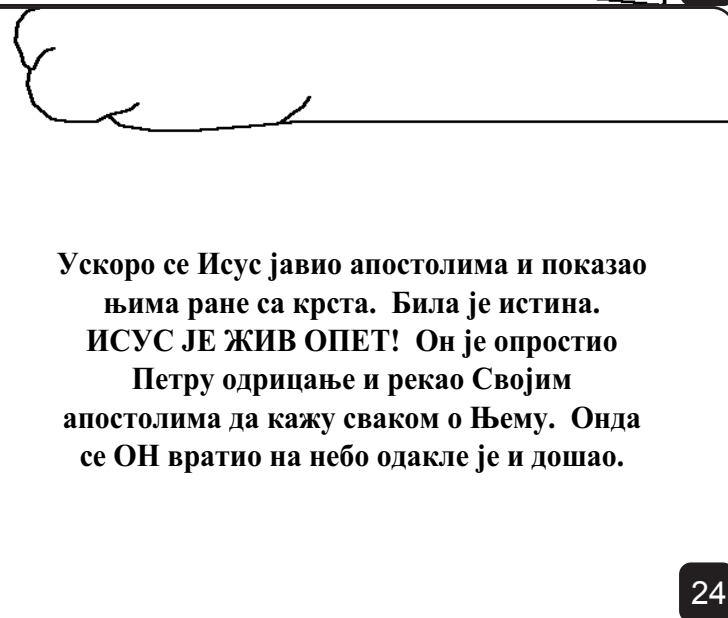 Ускоро се Исус јавио апостолима и показао
њима ране са крста.  Била је истина.
ИСУС ЈЕ ЖИВ ОПЕТ!  Он је опростио
Петру одрицање и рекао Својим
апостолима да кажу сваком о Њему.  Онда
се ОН вратио на небо одакле је и дошао.
24